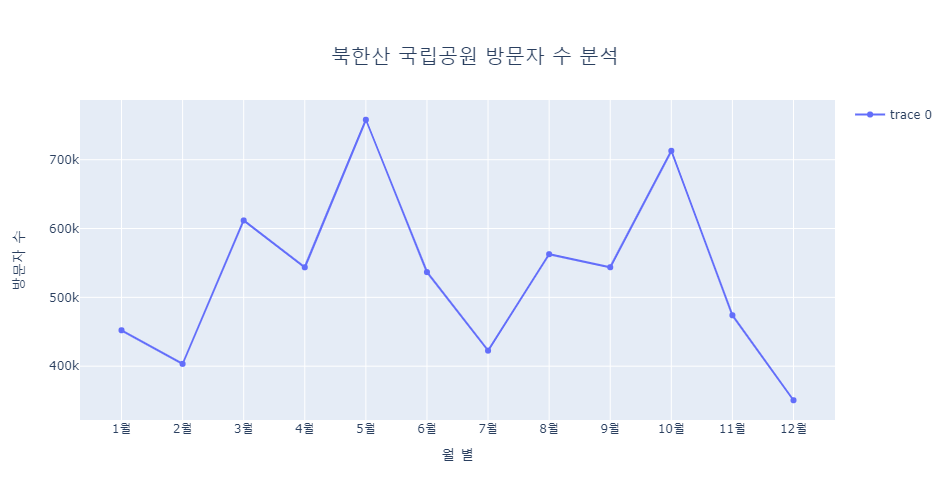 북한산 국립공원 방문자 수 분석
trace 0
방문자 수
700k
600k
500k
400k
1월 2월 3월 4월 5월 6월 7월 8월 9월 10월 11월 12월
월 별